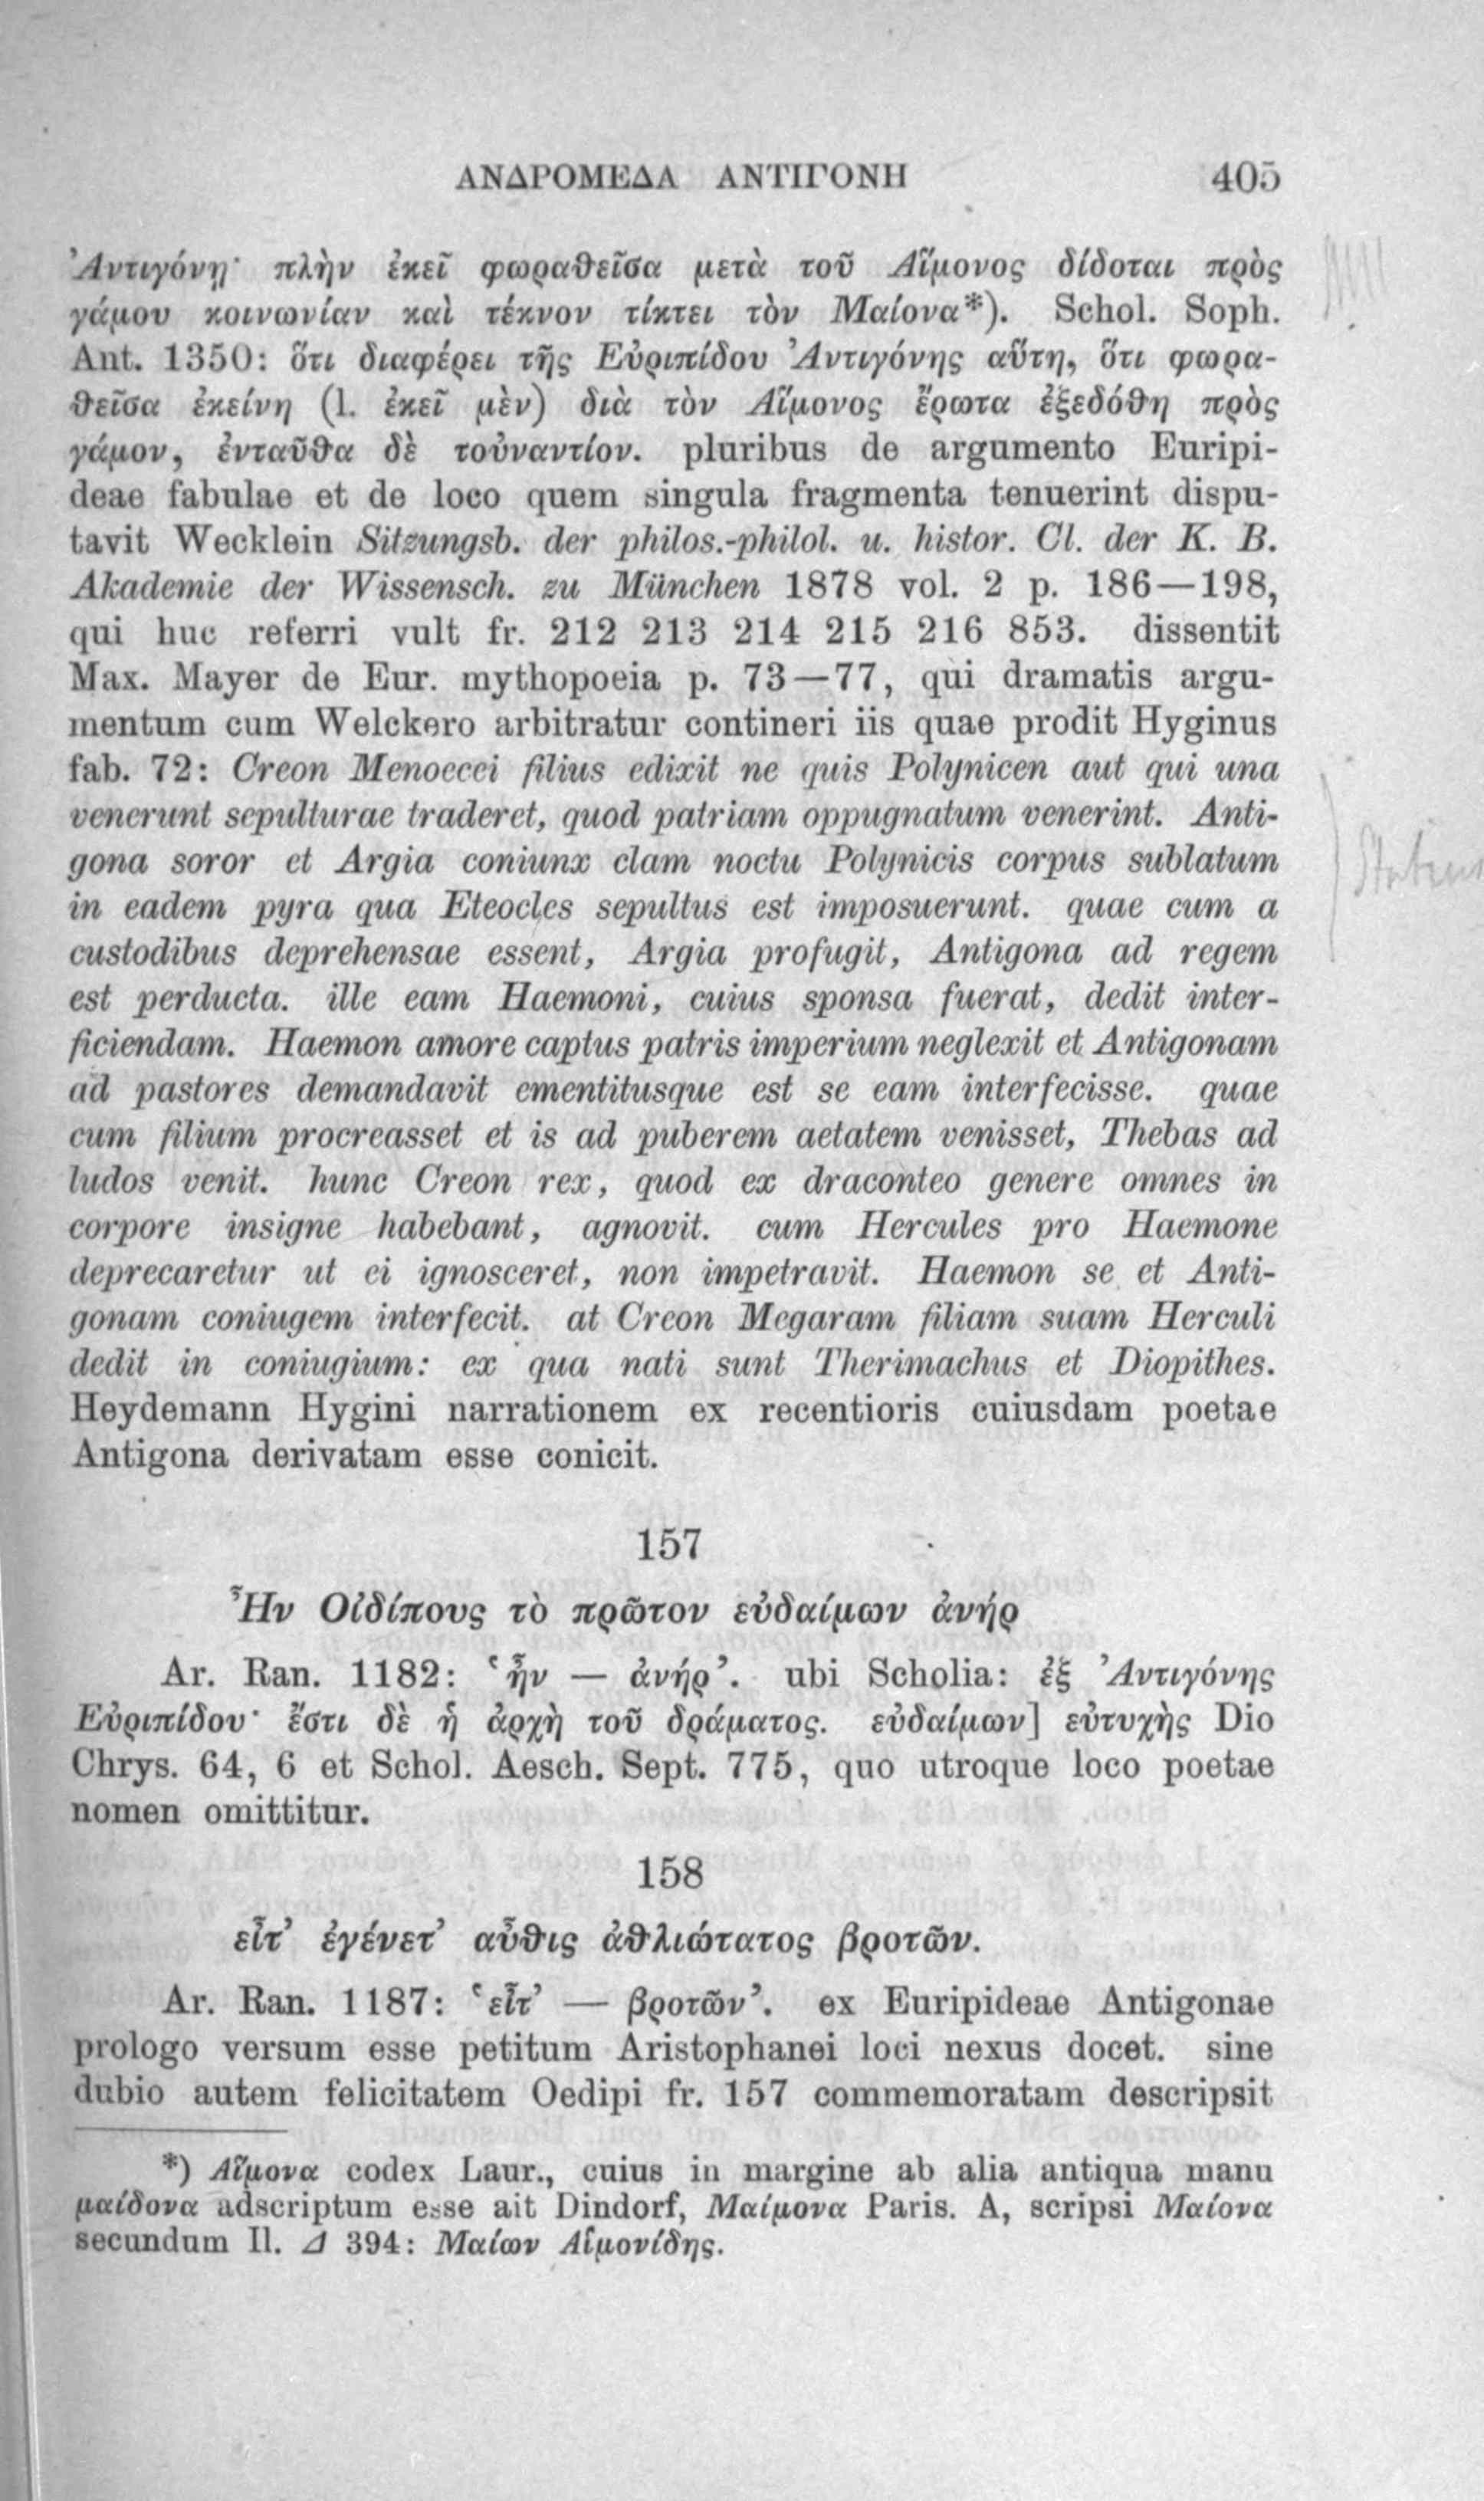 ΑΝΔΡΟΜΕΔΑ ΑΝΤΙΓΟΝΗ 405
Ἀντιγόνῃ· πλὴν ἐκεῖ φωραθεῖσα μετὰ τοῦ Αἵμονος δίδοται πρὸς
γάμου κοινωνίαν καὶ τέκνον τίκτει τὸν Μαίονα*). Schol. Soph.
Ant. 1350: ὅτι διαφέρει τῆς Εὐριπίδου Ἀντιγόνης αὕτη, ὅτι φωρα-
θεῖσα ἐκείνη (l. ἐκεῖ μὲν) διὰ τὸν Αἵμονος ἔρωτα ἐξεδόθη πρὸς
γάμον, ἐνταῦθα δὲ τοὐναντίον. pluribus de argumento Euripi-
deae fabulae et de loco quem singula fragmenta tenuerint dispu-
tavit Wecklein Sitzungsb. der philos.-philol. u. histor. Cl. der K. B.
Akademie der Wissensch. zu München 1878 vol. 2 p. 186—198,
qui huc referri vult fr. 212 213 214 215 216 853. dissentit
Max. Mayer de Eur. mythopoeia p. 73—77, qui dramatis argu-
mentum cum Welckero arbitratur contineri iis quae prodit Hyginus
fab. 72: Creon Menoecei filius edixit ne quis Polynicen aut qui una
venerunt sepulturae traderet, quod patriam oppugnatum venerint. Anti-
gona soror et Argia coniunx clam noctu Polynicis corpus sublatum
in eadem pyra qua Eteocles sepultus est imposuerunt. quae cum a
custodibus deprehensae essent, Argia profugit, Antigona ad regem
est perducta. ille eam Haemoni, cuius sponsa fuerat, dedit inter-
ficiendam. Haemon amore captus patris imperium neglexit et Antigonam
ad pastores demandavit ementitusque est se eam interfecisse. quae
cum filium procreasset et is ad puberem aetatem venisset, Thebas ad
ludos venit. hunc Creon rex, quod ex draconteo genere omnes in
corpore insigne habebant, agnovit. cum Hercules pro Haemone
deprecaretur ut ei ignosceret, non impetravit. Haemon se et Anti-
gonam coniugem interfecit. at Creon Megaram filiam suam Herculi
dedit in coniugium: ex qua nati sunt Therimachus et Diopithes.
Heydemann Hygini narrationem ex recentioris cuiusdam poetae
Antigona derivatam esse conicit.
157
Ἦν Οἰδίπους τὸ πρῶτον εὐδαίμων ἀνήρ
Ar. Ran. 1182: ‘ἦν — ἀνήρ’. ubi Scholia: ἐξ Ἀντιγόνης
Εὐριπίδου· ἔστι δὲ ἡ ἀρχὴ τοῦ δράματος. εὐδαίμων] εὐτυχὴς Dio
Chrys. 64, 6 et Schol. Aesch. Sept. 775, quo utroque loco poetae
nomen omittitur.
158
εἶτ’ ἐγένετ’ αὖθις ἀθλιώτατος βροτῶν.
Ar. Ran. 1187: ‘εἶτ’ — βροτῶν’. ex Euripideae Antigonae
prologo versum esse petitum Aristophanei loci nexus docet. sine
dubio autem felicitatem Oedipi fr. 157 commemoratam descripsit
*) Αἵμονα codex Laur., cuius in margine ab alia antiqua manu
μαίδονα adscriptum esse ait Dindorf, Μαίμονα Paris. A, scripsi Μαίονα
secundum Il. Δ 394: Μαίων Αἱμονίδης.